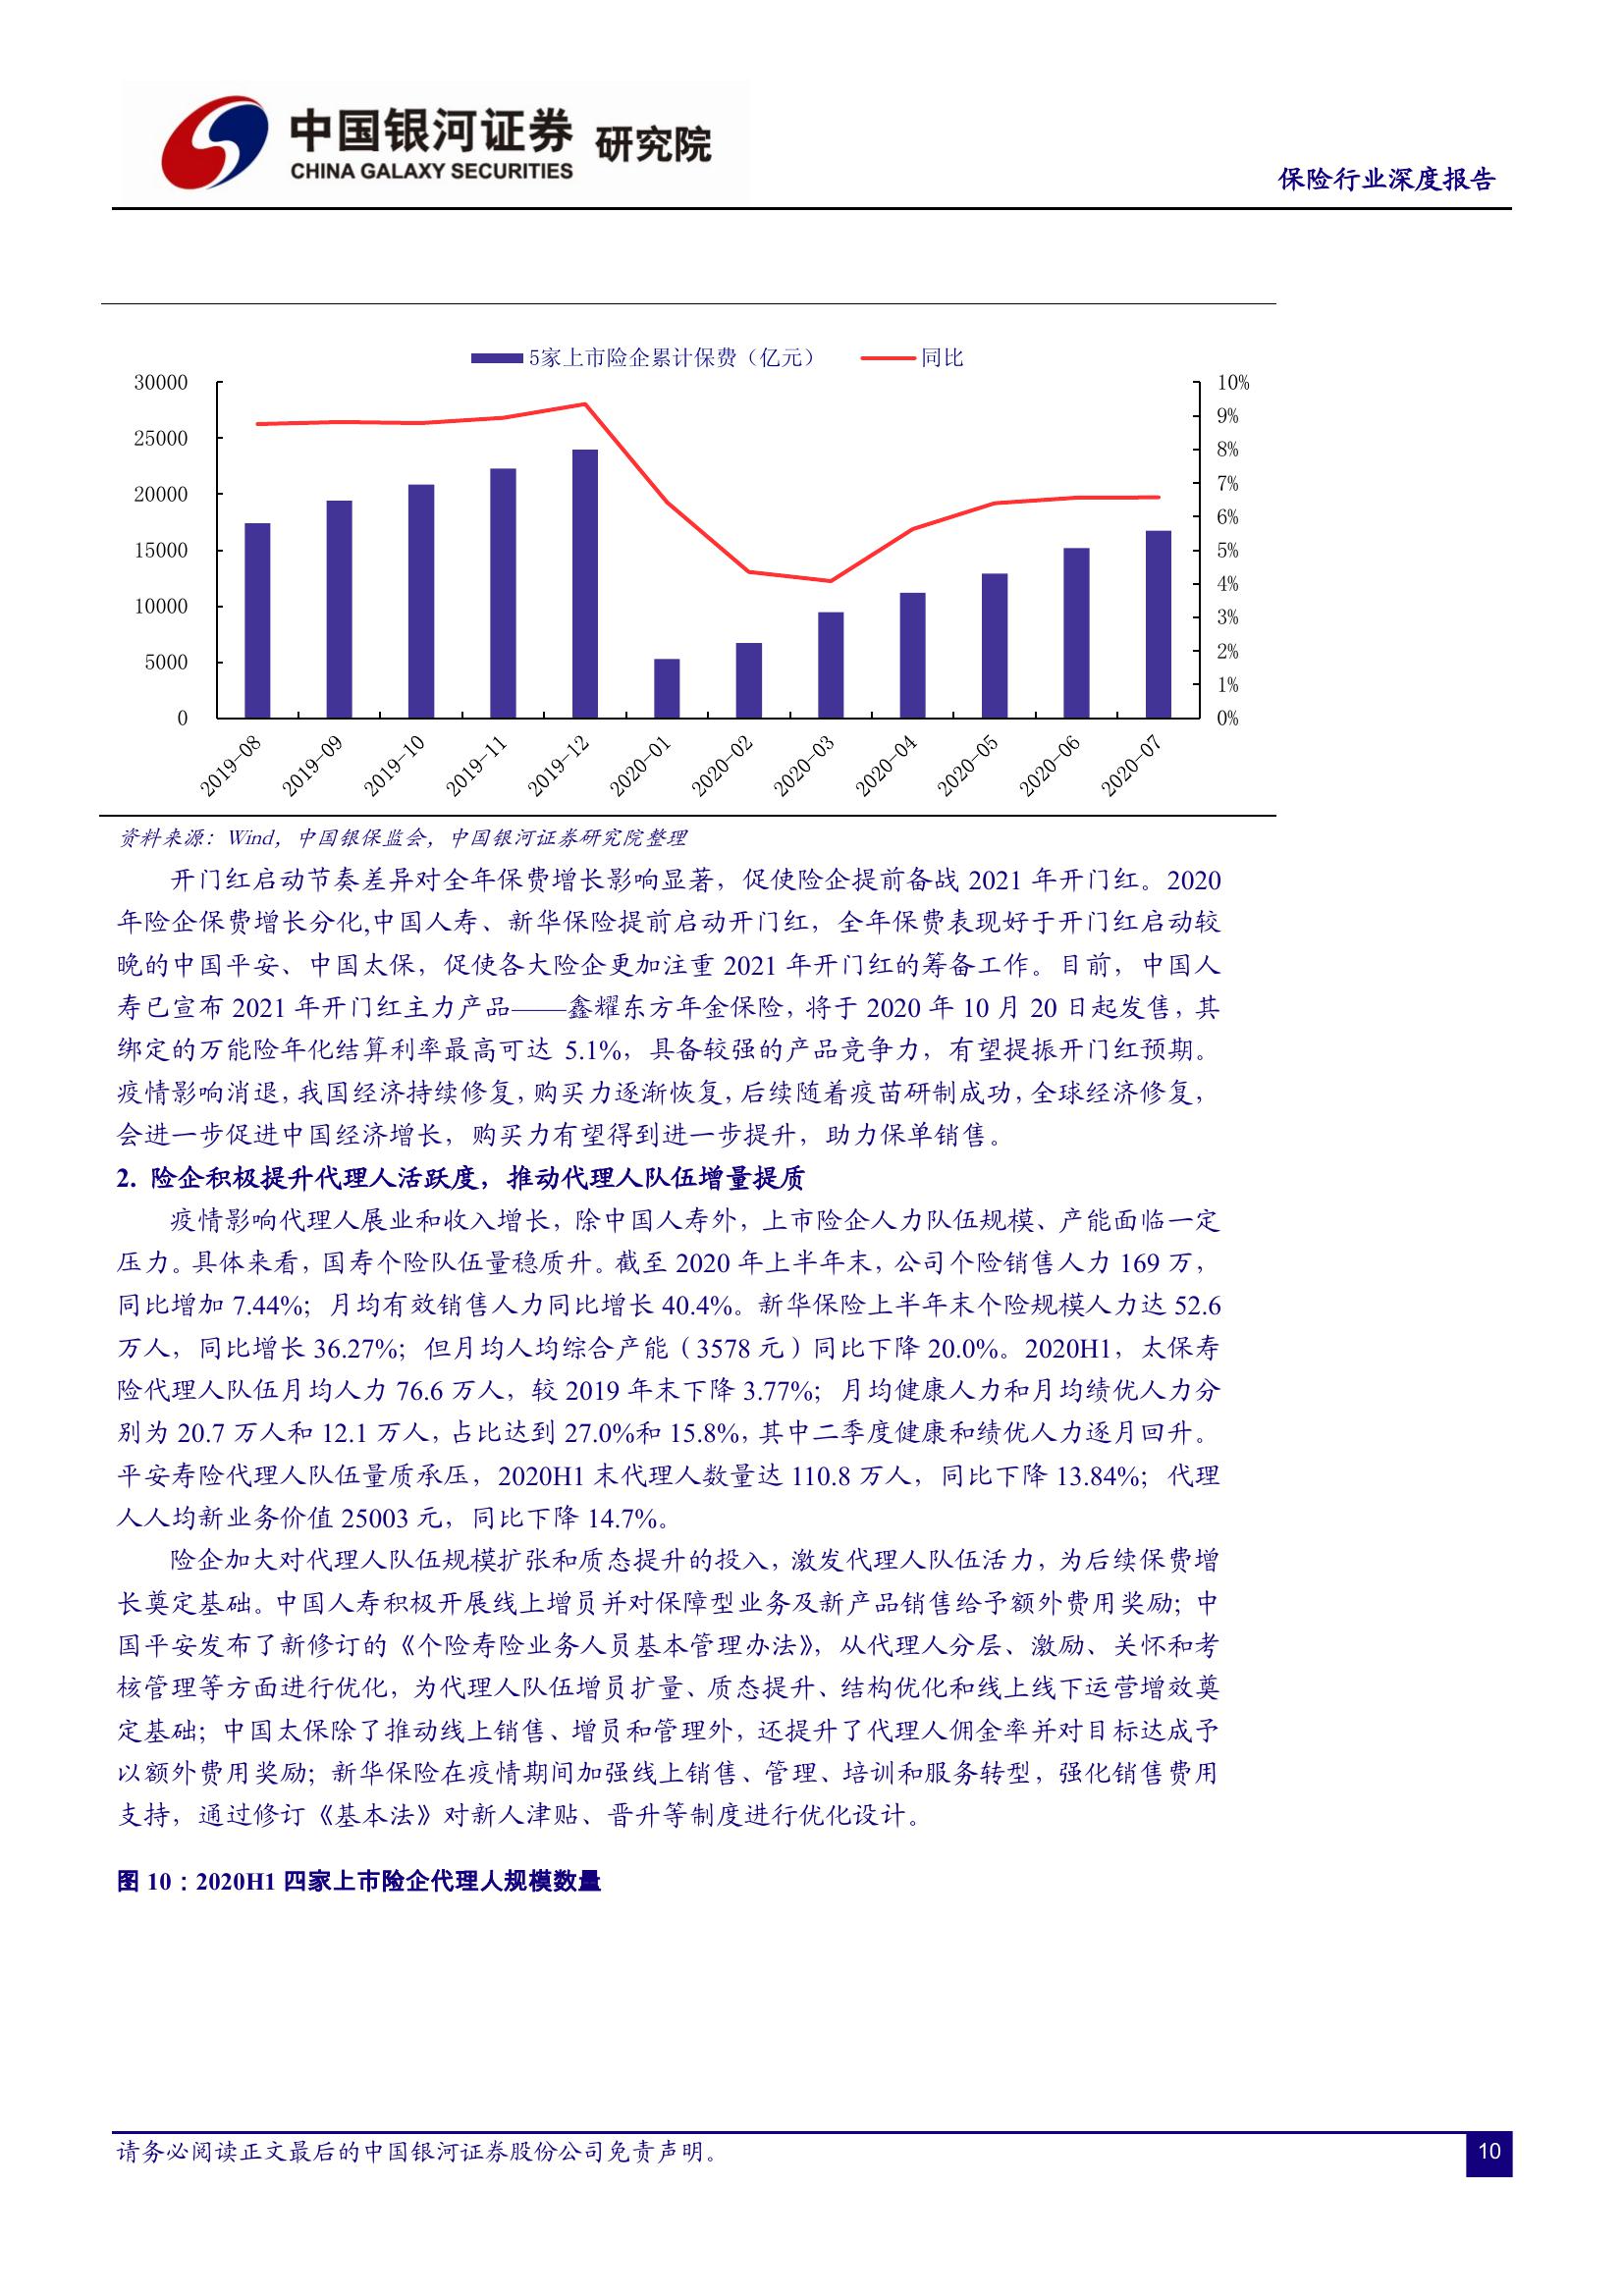 中国银河证券 研究院
CHINA GALAXY SECURITIES
保险行业深度报告
5家上市险企累计保费（亿元） 同比
30000
25000
20000
15000
10000
5000
0
10%
9%
8%
7%
6%
5%
4%
3%
2%
1%
0%
2019-08
2019-09
2019-10
2019-11
2019-12
2020-01
2020-02
2020-03
2020-04
2020-05
2020-06
2020-07
资料来源：Wind，中国银保监会，中国银河证券研究院整理
开门红启动节奏差异对全年保费增长影响显著，促使险企提前备战 2021 年开门红。2020
年险企保费增长分化,中国人寿、新华保险提前启动开门红，全年保费表现好于开门红启动较
晚的中国平安、中国太保，促使各大险企更加注重 2021 年开门红的筹备工作。目前，中国人
寿已宣布 2021 年开门红主力产品——鑫耀东方年金保险，将于 2020 年 10 月 20 日起发售，其
绑定的万能险年化结算利率最高可达 5.1%，具备较强的产品竞争力，有望提振开门红预期。
疫情影响消退，我国经济持续修复，购买力逐渐恢复，后续随着疫苗研制成功，全球经济修复，
会进一步促进中国经济增长，购买力有望得到进一步提升，助力保单销售。
2. 险企积极提升代理人活跃度，推动代理人队伍增量提质
疫情影响代理人展业和收入增长，除中国人寿外，上市险企人力队伍规模、产能面临一定
压力。具体来看，国寿个险队伍量稳质升。截至 2020 年上半年末，公司个险销售人力 169 万，
同比增加 7.44%；月均有效销售人力同比增长 40.4%。新华保险上半年末个险规模人力达 52.6
万人，同比增长 36.27%；但月均人均综合产能（3578 元）同比下降 20.0%。2020H1，太保寿
险代理人队伍月均人力 76.6 万人，较 2019 年末下降 3.77%；月均健康人力和月均绩优人力分
别为 20.7 万人和 12.1 万人，占比达到 27.0%和 15.8%，其中二季度健康和绩优人力逐月回升。
平安寿险代理人队伍量质承压，2020H1 末代理人数量达 110.8 万人，同比下降 13.84%；代理
人人均新业务价值 25003 元，同比下降 14.7%。
险企加大对代理人队伍规模扩张和质态提升的投入，激发代理人队伍活力，为后续保费增
长奠定基础。中国人寿积极开展线上增员并对保障型业务及新产品销售给予额外费用奖励；中
国平安发布了新修订的《个险寿险业务人员基本管理办法》，从代理人分层、激励、关怀和考
核管理等方面进行优化，为代理人队伍增员扩量、质态提升、结构优化和线上线下运营增效奠
定基础；中国太保除了推动线上销售、增员和管理外，还提升了代理人佣金率并对目标达成予
以额外费用奖励；新华保险在疫情期间加强线上销售、管理、培训和服务转型，强化销售费用
支持，通过修订《基本法》对新人津贴、晋升等制度进行优化设计。
图 10：2020H1 四家上市险企代理人规模数量
请务必阅读正文最后的中国银河证券股份公司免责声明。
10